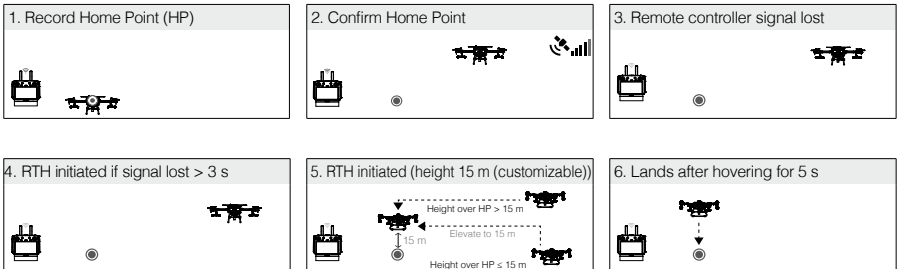 1. Record Home Point (HP)
2. Confirm Home Point
3. Remote controller signal lost
4. RTH initiated if signal lost > 3 s
5. RTH initiated (height 15 m (customizable))
Height over HP > 15 m
Elevate to 15 m
15 m
Height over HP ≤ 15 m
6. Lands after hovering for 5 s